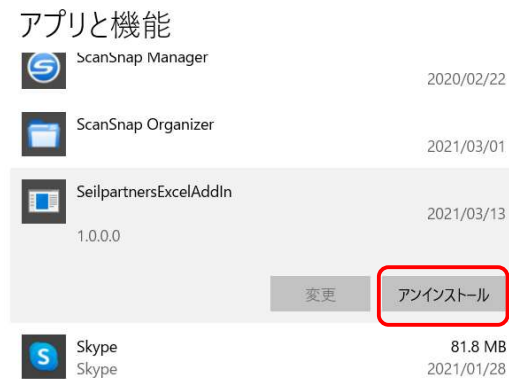 アプリと機能
ScanSnap Manager
2020/02/22
ScanSnap Organizer
2021/03/01
SeilpartnersExcelAddIn
2021/03/13
1.0.0.0
変更
アンインストール
Skype
81.8 MB
Skype
2021/01/28